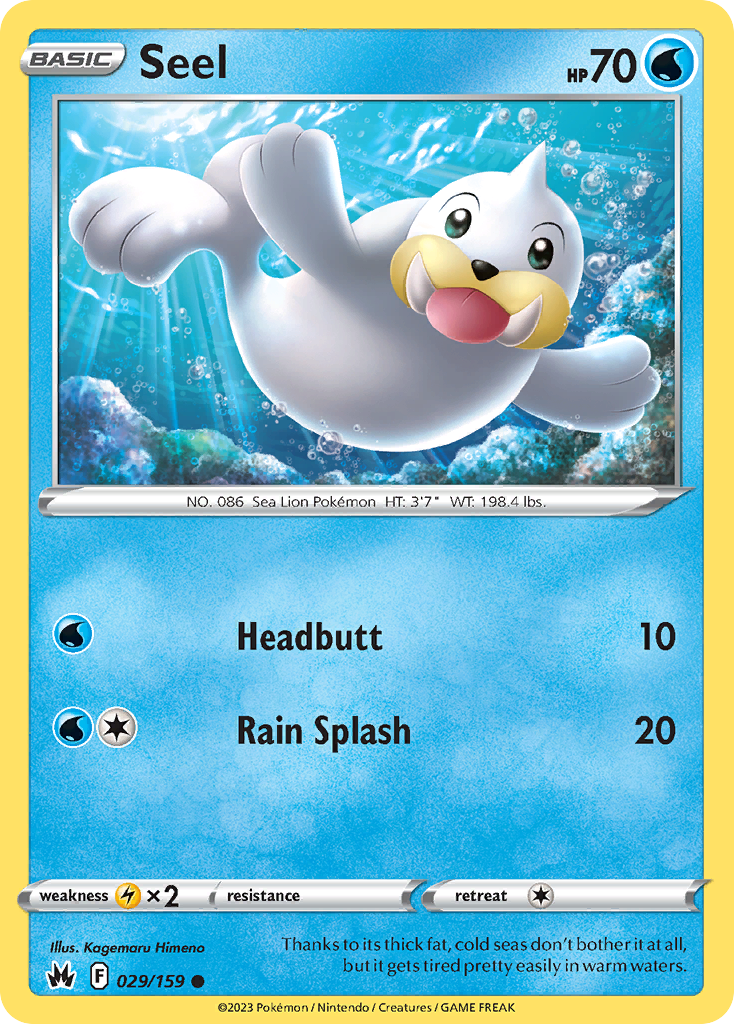 BASIC Seel HP70
NO. 086 Sea Lion Pokémon HT: 3'7" WT: 198.4 lbs.
Headbutt 10
Rain Splash 20
weakness ×2 resistance retreat
Illus. Kagemaru Himeno
Thanks to its thick fat, cold seas don't bother it at all,
but it gets tired pretty easily in warm waters.
F 029/159
©2023 Pokémon / Nintendo / Creatures / GAME FREAK